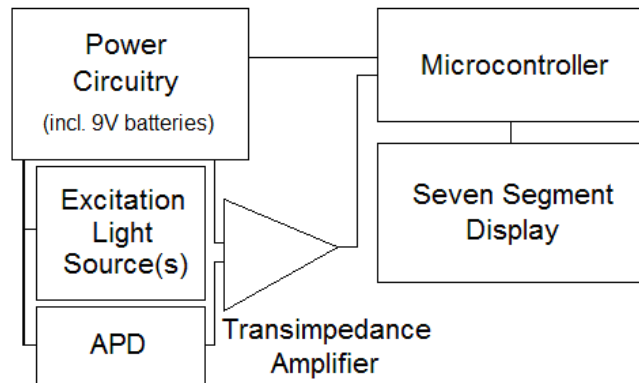 Power
Circuitry
(incl. 9V batteries)
Microcontroller
Excitation
Light
Source(s)
Seven Segment
Display
APD
Transimpedance
Amplifier